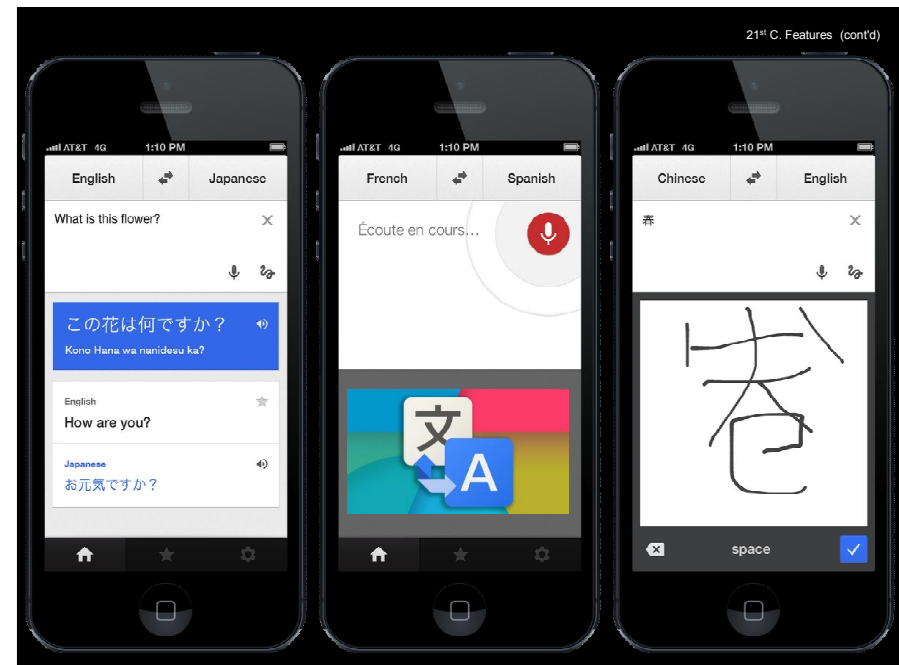 21st C. Features (cont'd)
AT&T 4G 1:10 PM
English Japanese
What is this flower?
この花は何ですか？
Kono Hana wa nanidesu ka?
English
How are you?
Japanese
お元気ですか？
AT&T 4G 1:10 PM
French Spanish
Écoute en cours...
文 A
AT&T 4G 1:10 PM
Chinese English
space